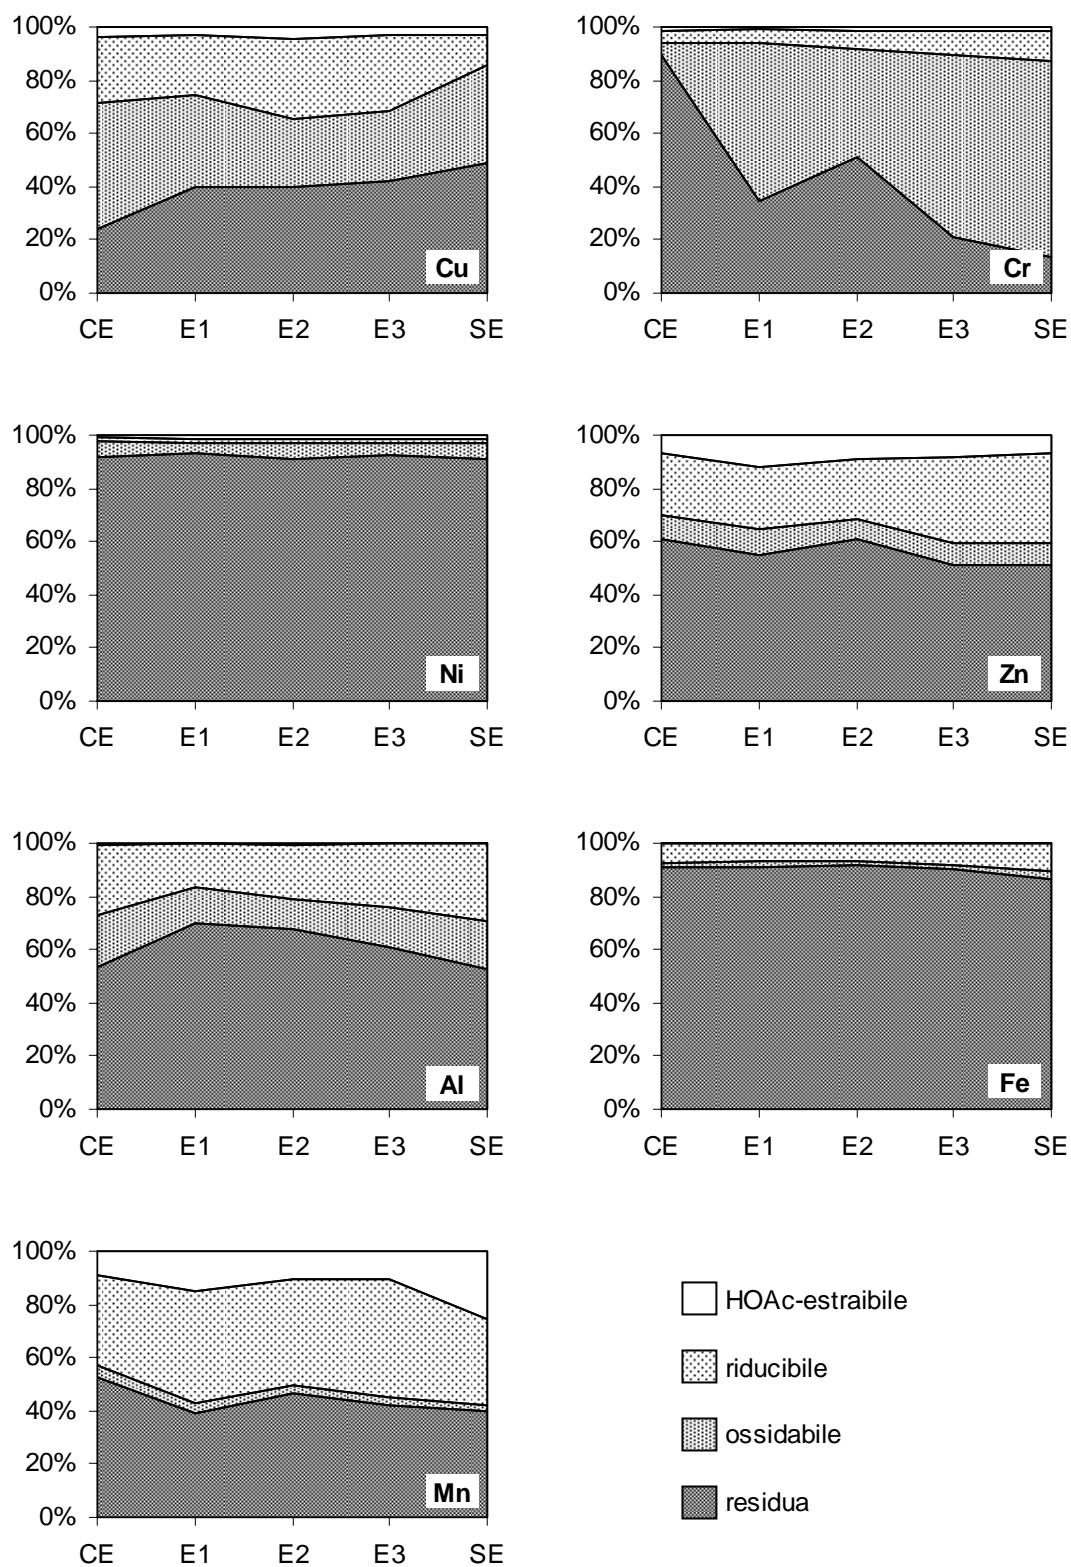 100%
80%
60%
40%
20%
0%
Cu
CE E1 E2 E3 SE
100%
80%
60%
40%
20%
0%
Cr
CE E1 E2 E3 SE
100%
80%
60%
40%
20%
0%
Ni
CE E1 E2 E3 SE
100%
80%
60%
40%
20%
0%
Zn
CE E1 E2 E3 SE
100%
80%
60%
40%
20%
0%
Al
CE E1 E2 E3 SE
100%
80%
60%
40%
20%
0%
Fe
CE E1 E2 E3 SE
100%
80%
60%
40%
20%
0%
Mn
CE E1 E2 E3 SE
HOAc-estraibile
riducibile
ossidabile
residua